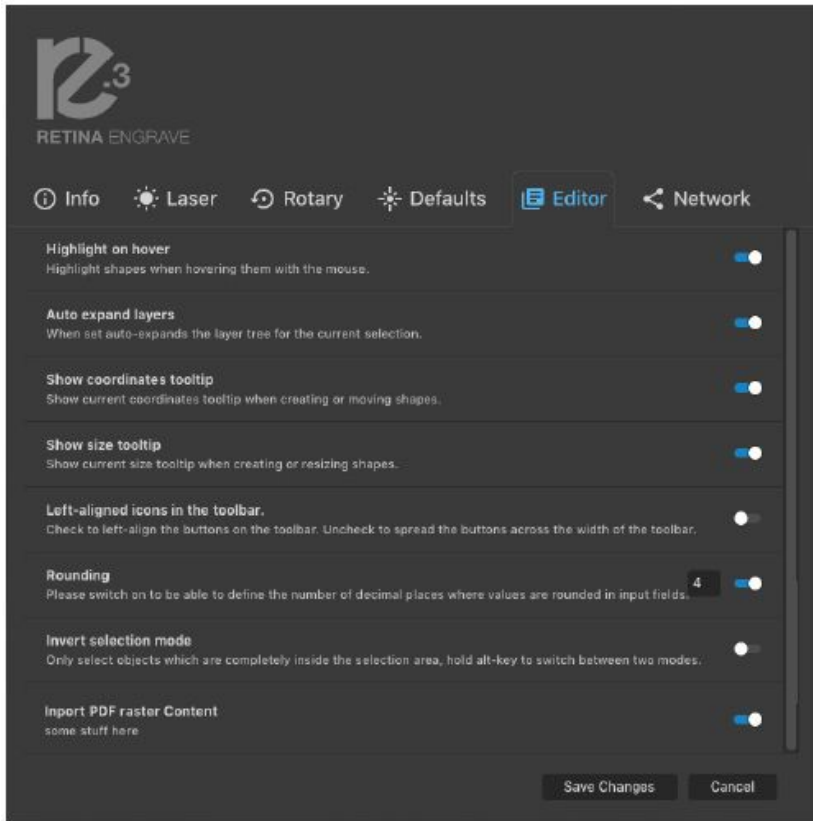 re.3
RETINA ENGRAVE
Info Laser Rotary Defaults Editor Network
Highlight on hover
Highlight shapes when hovering them with the mouse.
Auto expand layers
When set auto-expands the layer tree for the current selection.
Show coordinates tooltip
Show current coordinates tooltip when creating or moving shapes.
Show size tooltip
Show current size tooltip when creating or resizing shapes.
Left-aligned icons in the toolbar.
Check to left-align the buttons on the toolbar. Uncheck to spread the buttons across the width of the toolbar.
Rounding
Please switch on to be able to define the number of decimal places where values are rounded in input fields. 4
Invert selection mode
Only select objects which are completely inside the selection area, hold alt-key to switch between two modes.
Inport PDF raster Content
some stuff here
Save Changes Cancel